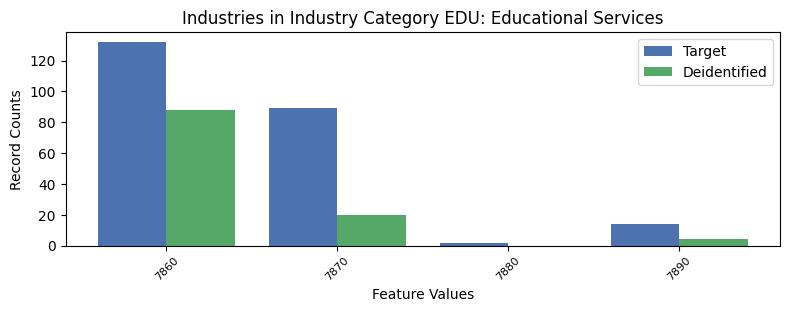 Industries in Industry Category EDU: Educational Services
Target
Deidentified
Record Counts
120
100
80
60
40
20
0
7860
7870
7880
7890
Feature Values